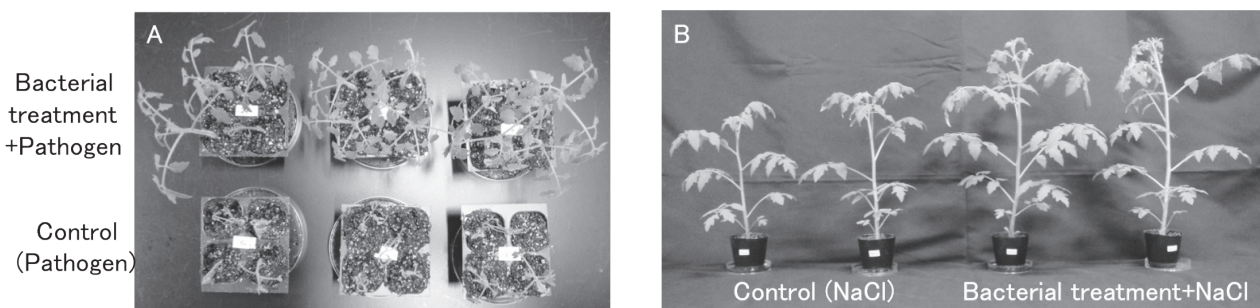 A
Bacterial
treatment
+Pathogen
Control
(Pathogen)
B
Control (NaCl)
Bacterial treatment+NaCl